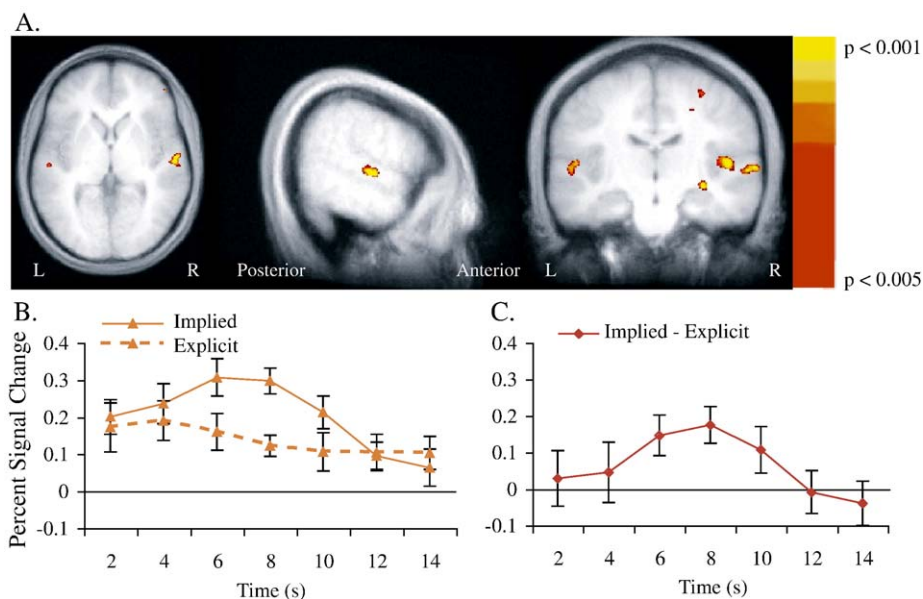 A.
p < 0.001
L R Posterior Anterior L R
p < 0.005
B.
Implied
Explicit
Percent Signal Change
0.4
0.3
0.2
0.1
0
-0.1
2 4 6 8 10 12 14
Time (s)
C.
Implied - Explicit
0.4
0.3
0.2
0.1
0
-0.1
2 4 6 8 10 12 14
Time (s)